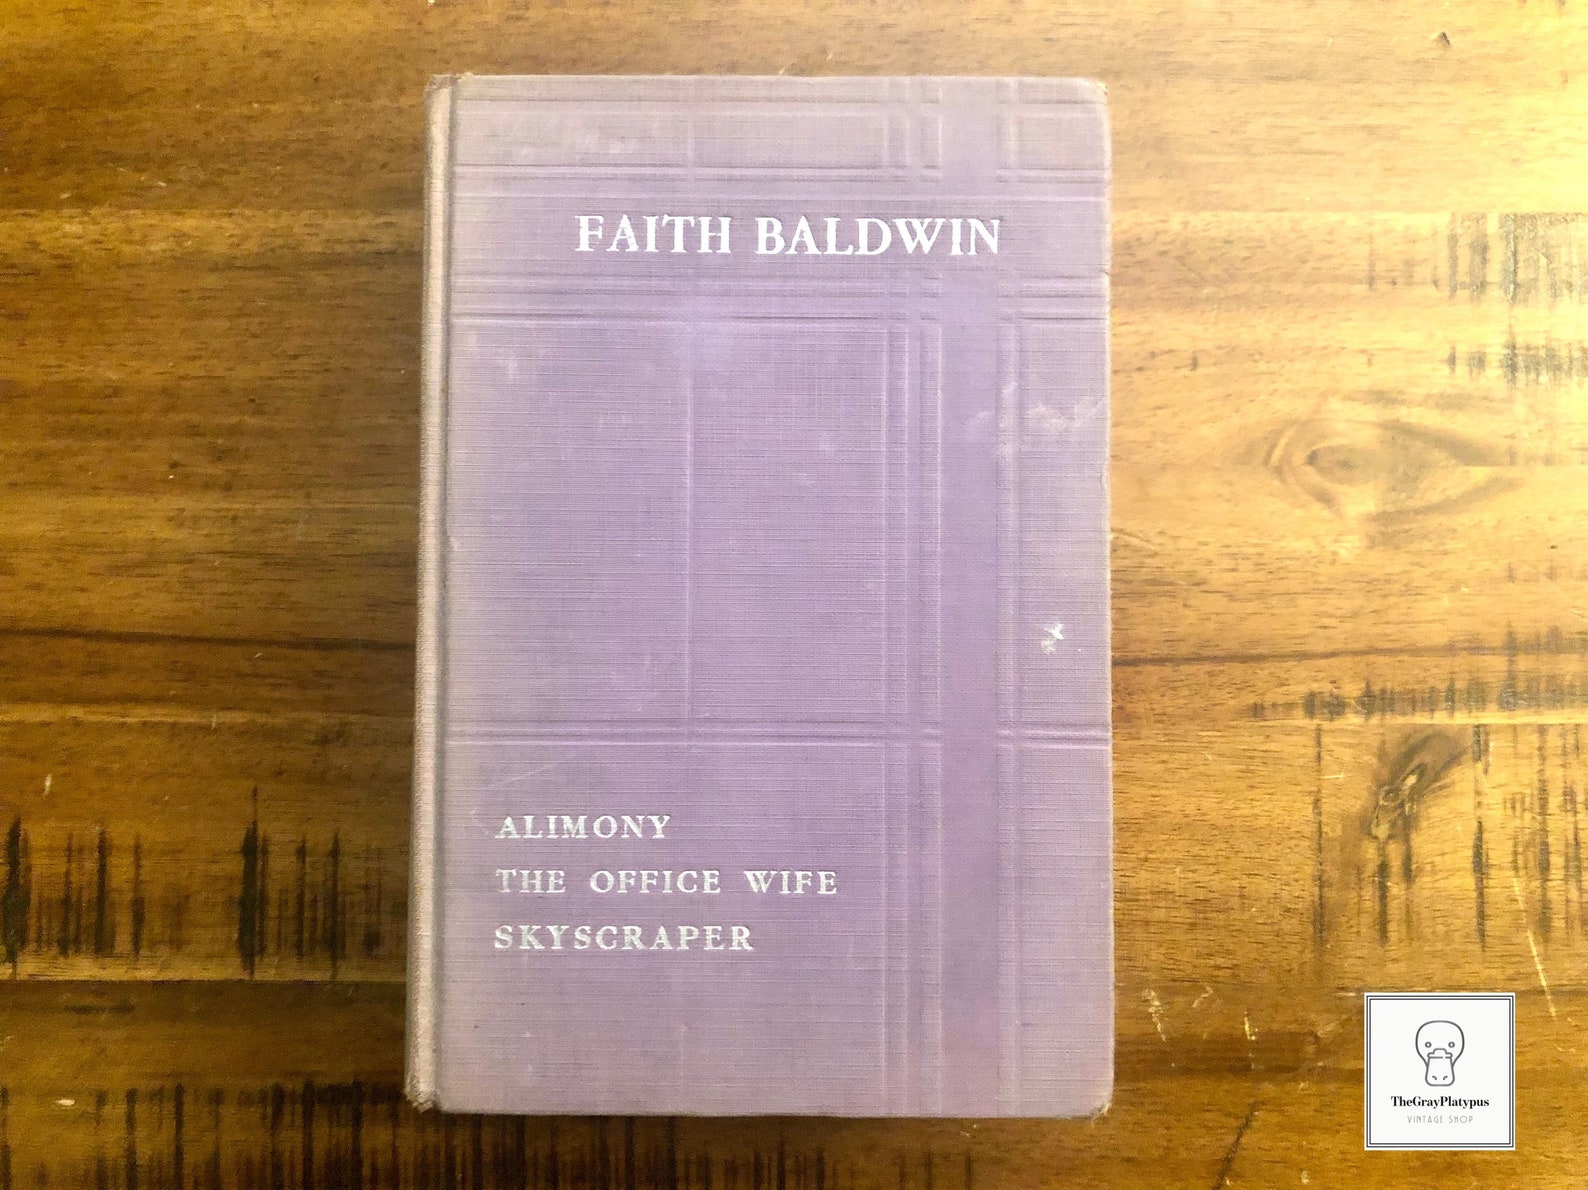 FAITH BALDWIN
ALIMONY
THE OFFICE WIFE
SKYSCRAPER
TheGrayPlatypus
VINTAGE SHOP